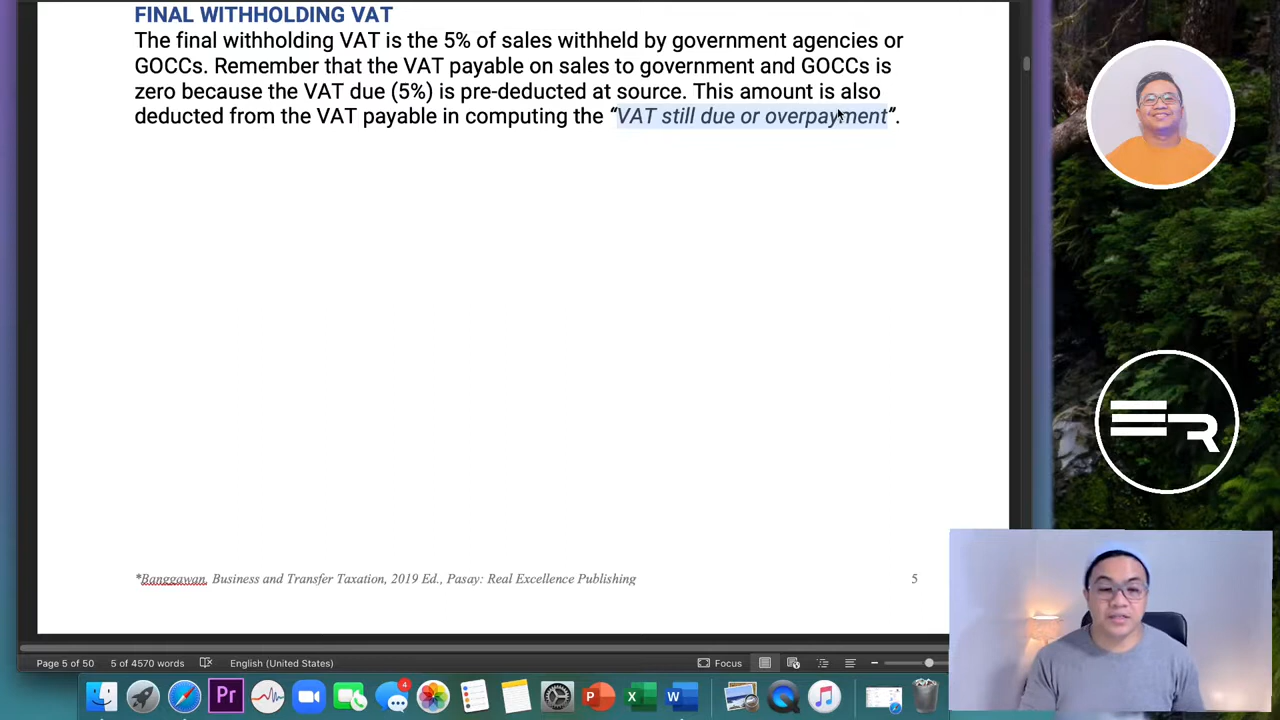 FINAL WITHHOLDING VAT
The final withholding VAT is the 5% of sales withheld by government agencies or
GOCCs. Remember that the VAT payable on sales to government and GOCCs is
zero because the VAT due (5%) is pre-deducted at source. This amount is also
deducted from the VAT payable in computing the “VAT still due or overpayment”.
*Banggawan, Business and Transfer Taxation, 2019 Ed., Pasay: Real Excellence Publishing
5
Page 5 of 50
5 of 4570 words
English (United States)
Focus
Pr
4
P
X
W
ER